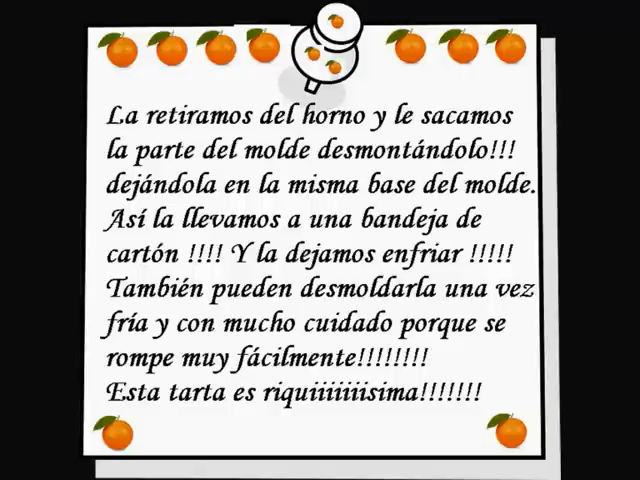 La retiramos del horno y le sacamos
la parte del molde desmontándolo!!!
dejándola en la misma base del molde.
Así la llevamos a una bandeja de
cartón !!!! Y la dejamos enfriar !!!!!
También pueden desmoldarla una vez
fría y con mucho cuidado porque se
rompe muy fácilmente!!!!!!!!
Esta tarta es riquiiiiiiisima!!!!!!!